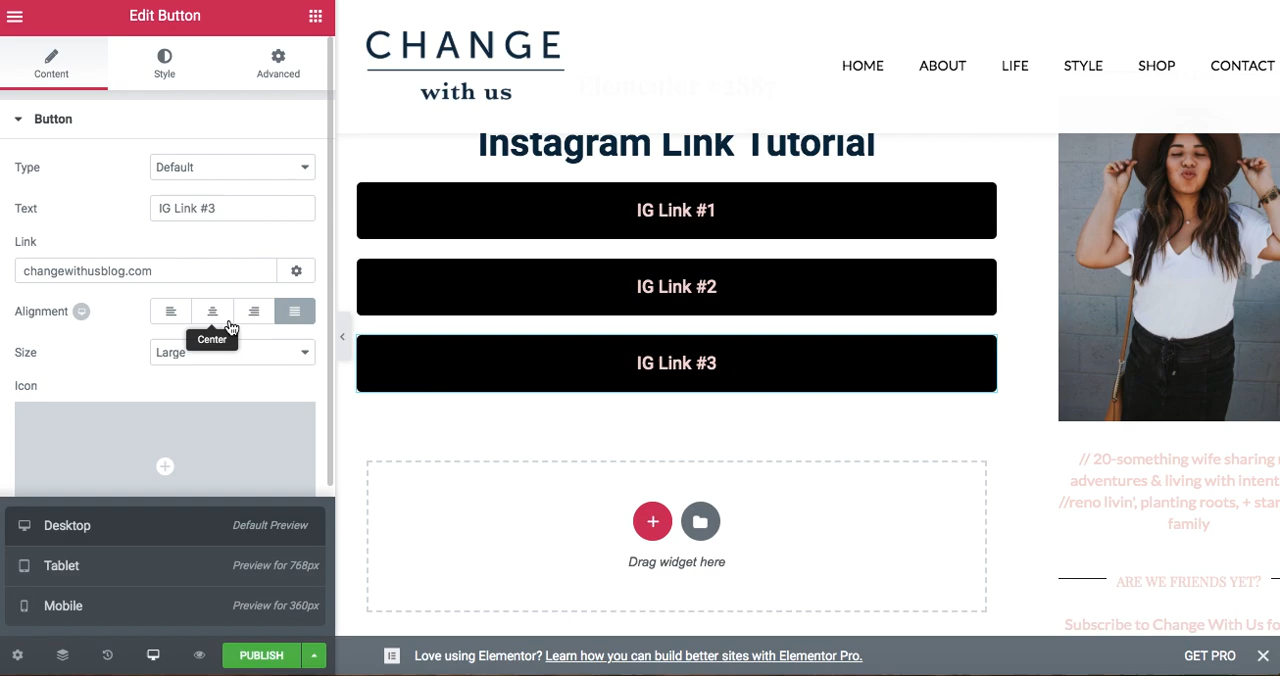 Edit Button
Content
Style
Advanced
Button
Type
Default
Text
IG Link #3
Link
changewithusblog.com
Alignment
Center
Size
Large
Icon
Desktop
Default Preview
Tablet
Preview for 768px
Mobile
Preview for 360px
PUBLISH
CHANGE
with us
HOME
ABOUT
LIFE
STYLE
SHOP
CONTACT
Elementor #2887
Instagram Link Tutorial
IG Link #1
IG Link #2
IG Link #3
Drag widget here
// 20-something wife sharing
adventures & living with intent
//reno livin', planting roots, + star
family
ARE WE FRIENDS YET?
Subscribe to Change With Us fo
Love using Elementor? Learn how you can build better sites with Elementor Pro.
GET PRO